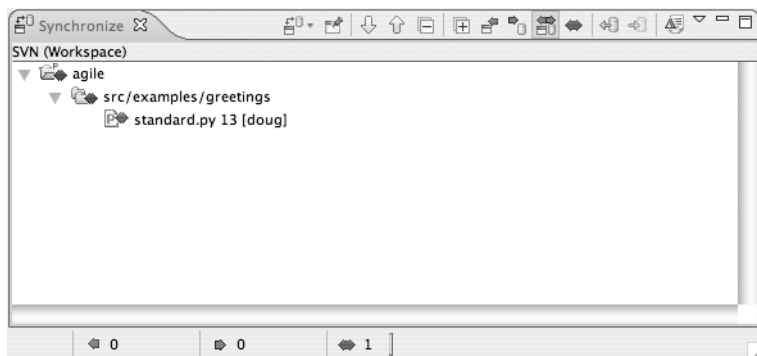 Synchronize
SVN (Workspace)
agile
src/examples/greetings
standard.py 13 [doug]
0 0 1